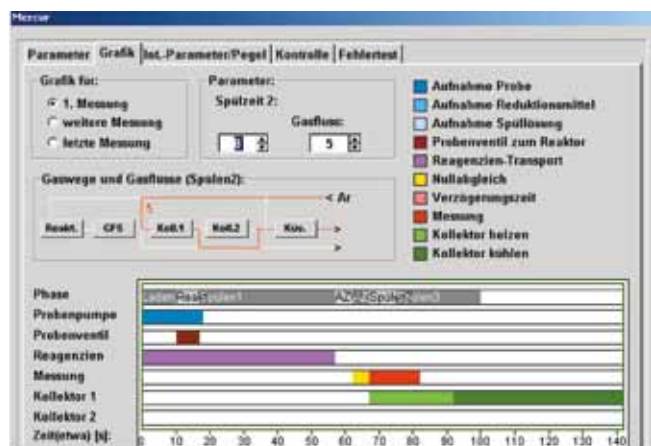 Mercur
Parameter Grafik Int.-Parameter/Pegel Kontrolle Fehlertest
Grafik für:
1. Messung
weitere Messung
letzte Messung
Parameter:
Spülzeit 2:
Gasfluss:
5
Aufnahme Probe
Aufnahme Reduktionsmittel
Aufnahme Spüllösung
Probenventil zum Reaktor
Reagenzien-Transport
Nullabgleich
Verzögerungszeit
Messung
Kollektor heizen
Kollektor kühlen
Gaswege und Gasflüsse (Spülen2):
< Ar
5
Reakt. GFS Koll.1 Koll.2 Küv. >
>
Phase Laden Reakt
Probenpumpe
Probenventil
Reagenzien
Messung
Kollektor 1
Kollektor 2
Zeit(etwa) [s]: 0 10 20 30 40 50 60 70 80 90 100 110 120 130 140